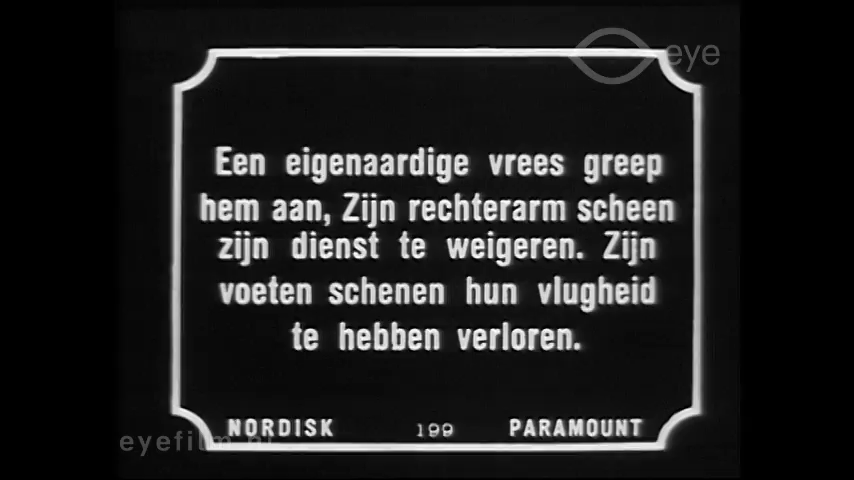 eye
Een eigenaardige vrees greep
hem aan, Zijn rechterarm scheen
zijn dienst te weigeren. Zijn
voeten schenen hun vlugheid
te hebben verloren.
NORDISK 199 PARAMOUNT
eyefilm.nl